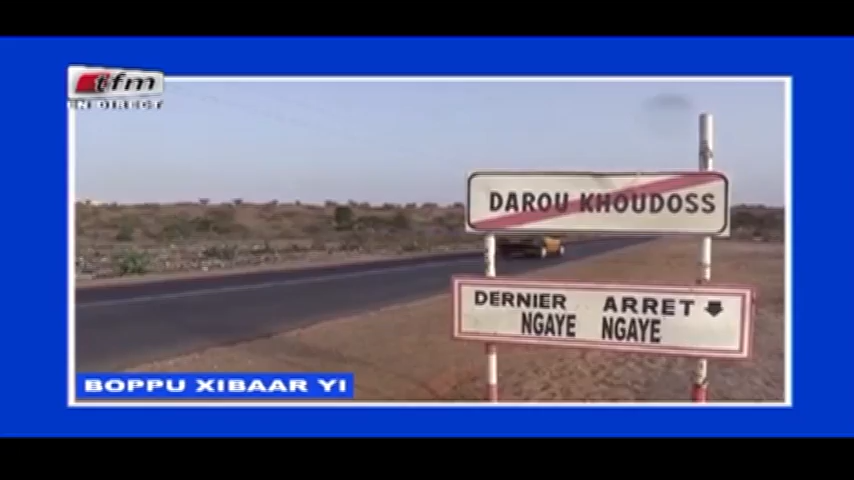 tfm
EN DIRECT
DAROU KHOUDOSS
DERNIER ARRET
NGAYE NGAYE
BOPPU XIBAAR YI